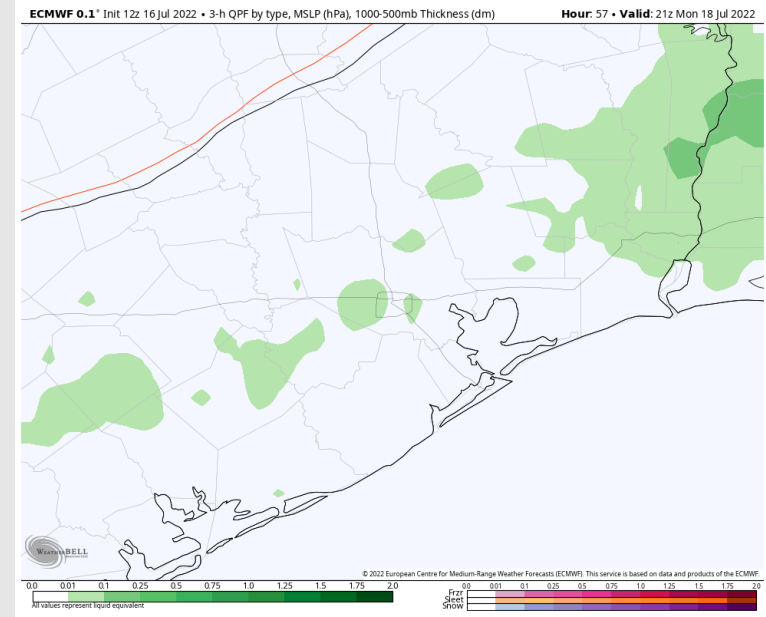 ECMWF 0.1° Init 12z 16 Jul 2022 • 3-h QPF by type, MSLP (hPa), 1000-500mb Thickness (dm) Hour: 57 • Valid: 21z Mon 18 Jul 2022
WEATHERBELL
© 2022 European Centre for Medium-Range Weather Forecasts (ECMWF). This service is based on data and products of the ECMWF.
0.0 0.01 0.1 0.25 0.5 0.75 1.0 1.25 1.5 1.75 2.0
All values represent liquid equivalent
0.0 0.01 0.1 0.25 0.5 0.75 1.0 1.25 1.5 1.75 2.0
Frzr
Sleet
Snow